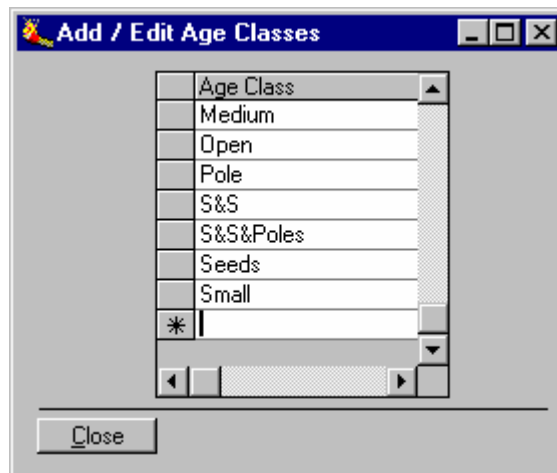 Add / Edit Age Classes
Age Class
Medium
Open
Pole
S&S
S&S&Poles
Seeds
Small
Close